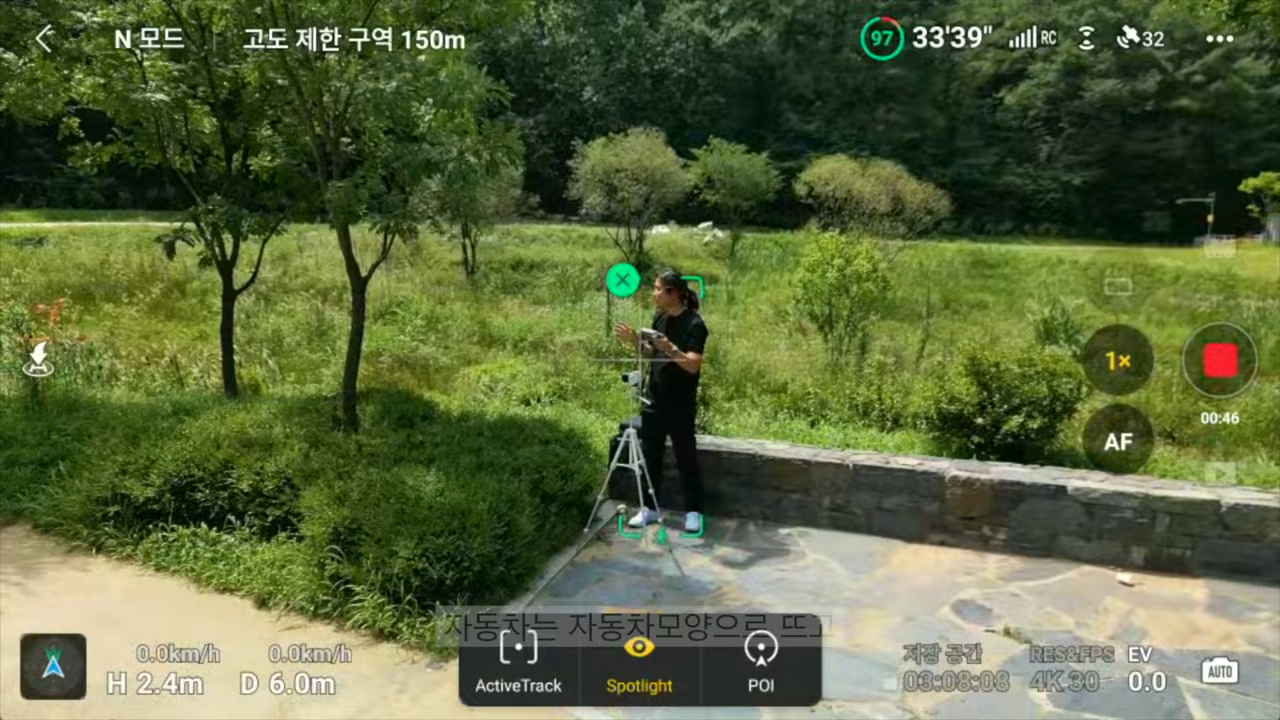 N 모드
고도 제한 구역 150m
97
33'39"
RC
32
1×
00:46
AF
자동차는 자동차모양으로 뜨고
0.0km/h
0.0km/h
H 2.4m
D 6.0m
ActiveTrack
Spotlight
POI
저장 공간
03:08:08
RES&FPS
4K 30
EV
0.0
AUTO